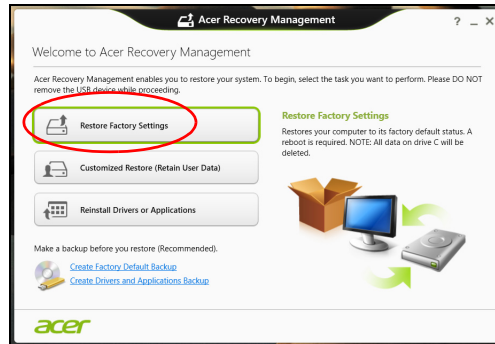 Acer Recovery Management
? _ X
Welcome to Acer Recovery Management
Acer Recovery Management enables you to restore your system. To begin, select the task you want to perform. Please DO NOT
remove the USB device while proceeding.
Restore Factory Settings
Customized Restore (Retain User Data)
Reinstall Drivers or Applications
Restore Factory Settings
Restores your computer to its factory default status. A
reboot is required. NOTE: All data on drive C will be
deleted.
Make a backup before you restore (Recommended).
Create Factory Default Backup
Create Drivers and Applications Backup
acer